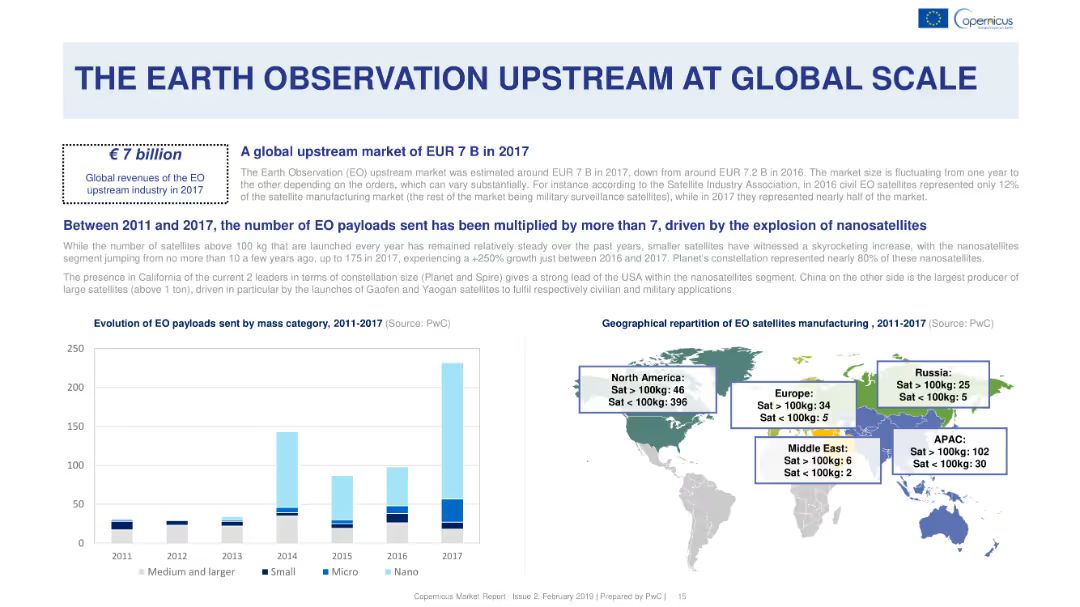 Copernicus
THE EARTH OBSERVATION UPSTREAM AT GLOBAL SCALE
€ 7 billion
Global revenues of the EO
upstream industry in 2017
A global upstream market of EUR 7 B in 2017
The Earth Observation (EO) upstream market was estimated around EUR 7 B in 2017, down from around EUR 7.2 B in 2016. The market size is fluctuating from one year to
the other depending on the orders, which can vary substantially. For instance according to the Satellite Industry Association, in 2016 civil EO satellites represented only 12%
of the satellite manufacturing market (the rest of the market being military surveillance satellites), while in 2017 they represented nearly half of the market.
Between 2011 and 2017, the number of EO payloads sent has been multiplied by more than 7, driven by the explosion of nanosatellites
While the number of satellites above 100 kg that are launched every year has remained relatively steady over the past years, smaller satellites have witnessed a skyrocketing increase, with the nanosatellites
segment jumping from no more than 10 a few years ago, up to 175 in 2017, experiencing a +250% growth just between 2016 and 2017. Planet's constellation represented nearly 80% of these nanosatellites.
The presence in California of the current 2 leaders in terms of constellation size (Planet and Spire) gives a strong lead of the USA within the nanosatellites segment. China on the other side is the largest producer of
large satellites (above 1 ton), driven in particular by the launches of Gaofen and Yaogan satellites to fulfil respectively civilian and military applications
Evolution of EO payloads sent by mass category, 2011-2017 (Source: PwC)
250
200
150
100
50
0
2011 2012 2013 2014 2015 2016 2017
Medium and larger Small Micro Nano
Geographical repartition of EO satellites manufacturing , 2011-2017 (Source: PwC)
North America:
Sat > 100kg: 46
Sat < 100kg: 396
Europe:
Sat > 100kg: 34
Sat < 100kg: 5
Russia:
Sat > 100kg: 25
Sat < 100kg: 5
Middle East:
Sat > 100kg: 6
Sat < 100kg: 2
APAC:
Sat > 100kg: 102
Sat < 100kg: 30
Copernicus Market Report Issue 2, February 2019 | Prepared by PwC | 15